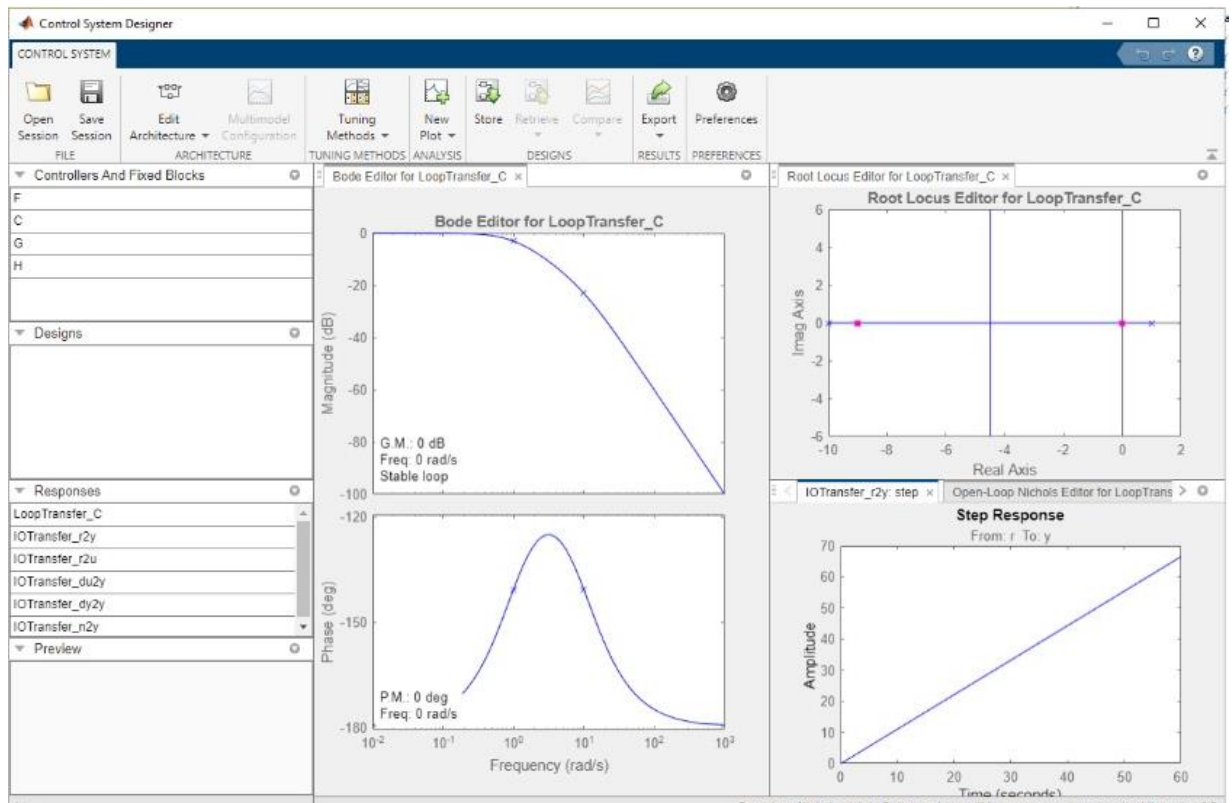 Control System Designer
CONTROL SYSTEM
Open Session
Save Session
Edit Architecture
Multimodel Configuration
Tuning Methods
New Plot
Store
Retrieve
Compare
Export
Preferences
FILE
ARCHITECTURE
TUNING METHODS
ANALYSIS
DESIGNS
RESULTS
PREFERENCES
Controllers And Fixed Blocks
F
C
G
H
Designs
Responses
LoopTransfer_C
IOTransfer_r2y
IOTransfer_r2u
IOTransfer_du2y
IOTransfer_dy2y
IOTransfer_n2y
Preview
Bode Editor for LoopTransfer_C
Bode Editor for LoopTransfer_C
0
-20
-40
-60
-80
-100
Magnitude (dB)
G.M.: 0 dB
Freq: 0 rad/s
Stable loop
-120
-150
-180
Phase (deg)
P.M.: 0 deg
Freq: 0 rad/s
10-2 10-1 100 101 102 103
Frequency (rad/s)
Root Locus Editor for LoopTransfer_C
Root Locus Editor for LoopTransfer_C
6
4
2
0
-2
-4
-6
Imag Axis
-10 -8 -6 -4 -2 0 2
Real Axis
IOTransfer_r2y: step
Open-Loop Nichols Editor for LoopTrans
Step Response
From: r To: y
70
60
50
40
30
20
10
0
Amplitude
0 10 20 30 40 50 60
Time (seconds)